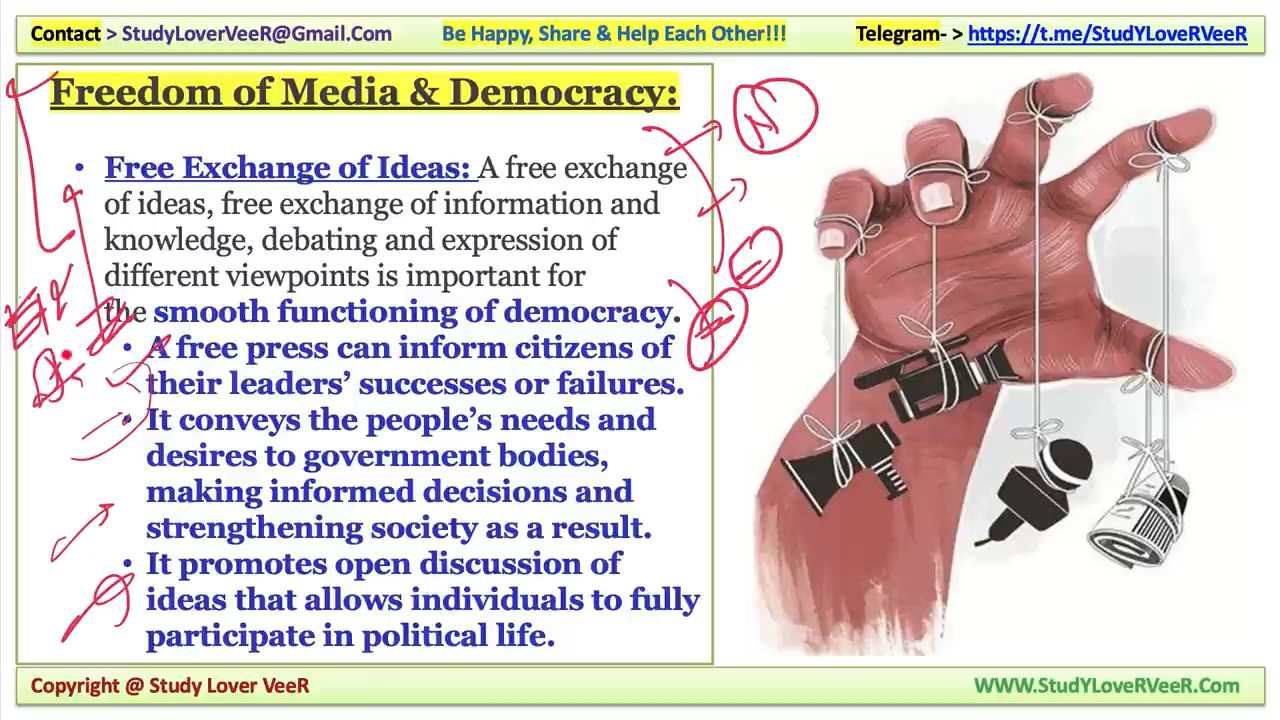 Contact > StudyLoverVeeR@Gmail.Com Be Happy, Share & Help Each Other!!! Telegram- > https://t.me/StudYLoveRVeeR
Freedom of Media & Democracy:
• Free Exchange of Ideas: A free exchange
of ideas, free exchange of information and
knowledge, debating and expression of
different viewpoints is important for
the smooth functioning of democracy.
• A free press can inform citizens of
their leaders’ successes or failures.
• It conveys the people’s needs and
desires to government bodies,
making informed decisions and
strengthening society as a result.
• It promotes open discussion of
ideas that allows individuals to fully
participate in political life.
Copyright @ Study Lover VeeR WWW.StudYLoveRVeeR.Com